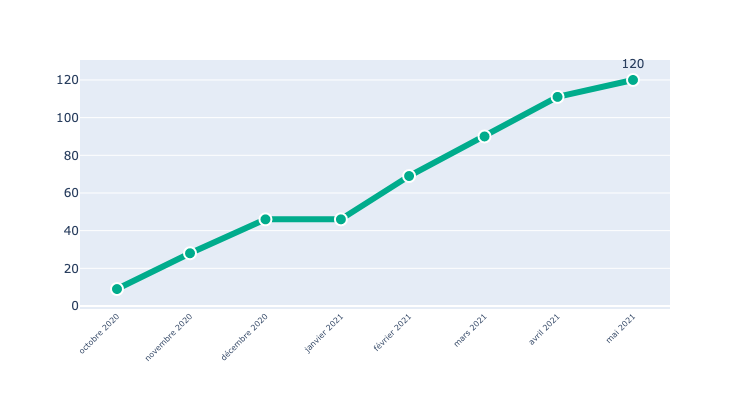 120
120
100
80
60
40
20
0
octobre 2020
novembre 2020
décembre 2020
janvier 2021
février 2021
mars 2021
avril 2021
mai 2021